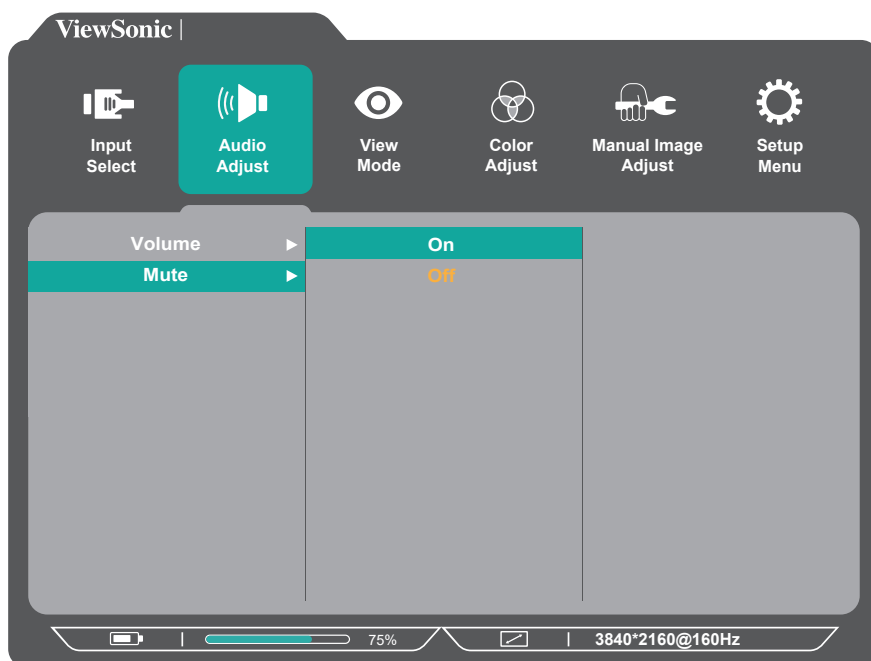 ViewSonic |
Input Select
Audio Adjust
View Mode
Color Adjust
Manual Image Adjust
Setup Menu
Volume
On
Mute
Off
75%
3840*2160@160Hz